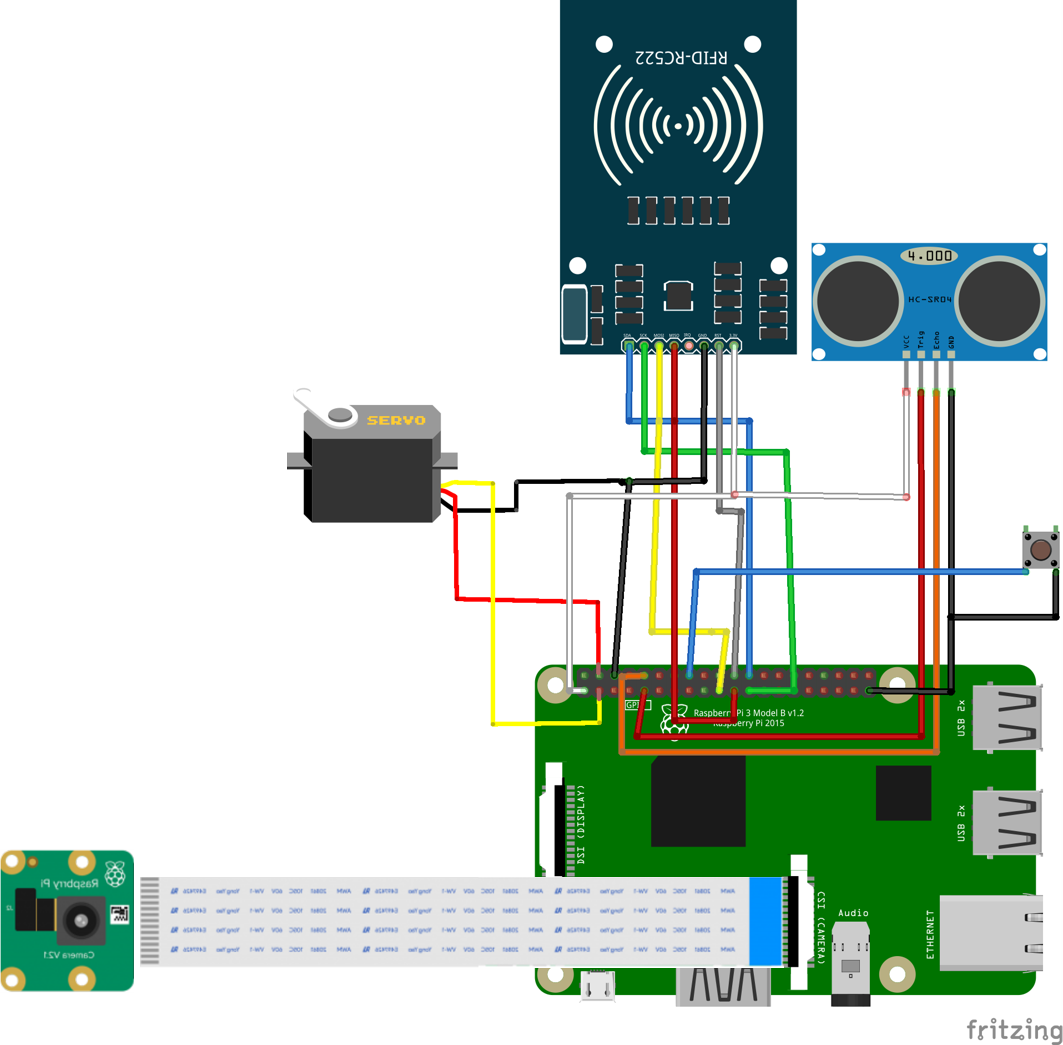 RFID-RC522
SDA
SCK
MOSI
MISO
IRQ
GND
RST
3.3V
4.000
HC-SR04
VCC
Trig
Echo
GND
SERVO
GPIO
Raspberry Pi 3 Model B v1.2
Raspberry Pi 2015
USB 2x
DSI (DISPLAY)
USB 2x
Raspbrry Pi
Camera V2.1
CSI (CAMERA)
Audio
ETHERNET
fritzing